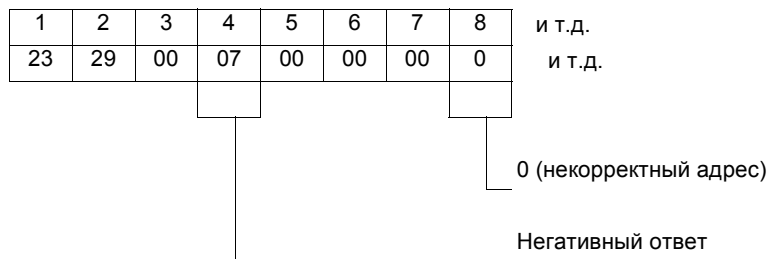 1 2 3 4 5 6 7 8 и т.д.
23 29 00 07 00 00 00 0 и т.д.
0 (некорректный адрес)
Негативный ответ